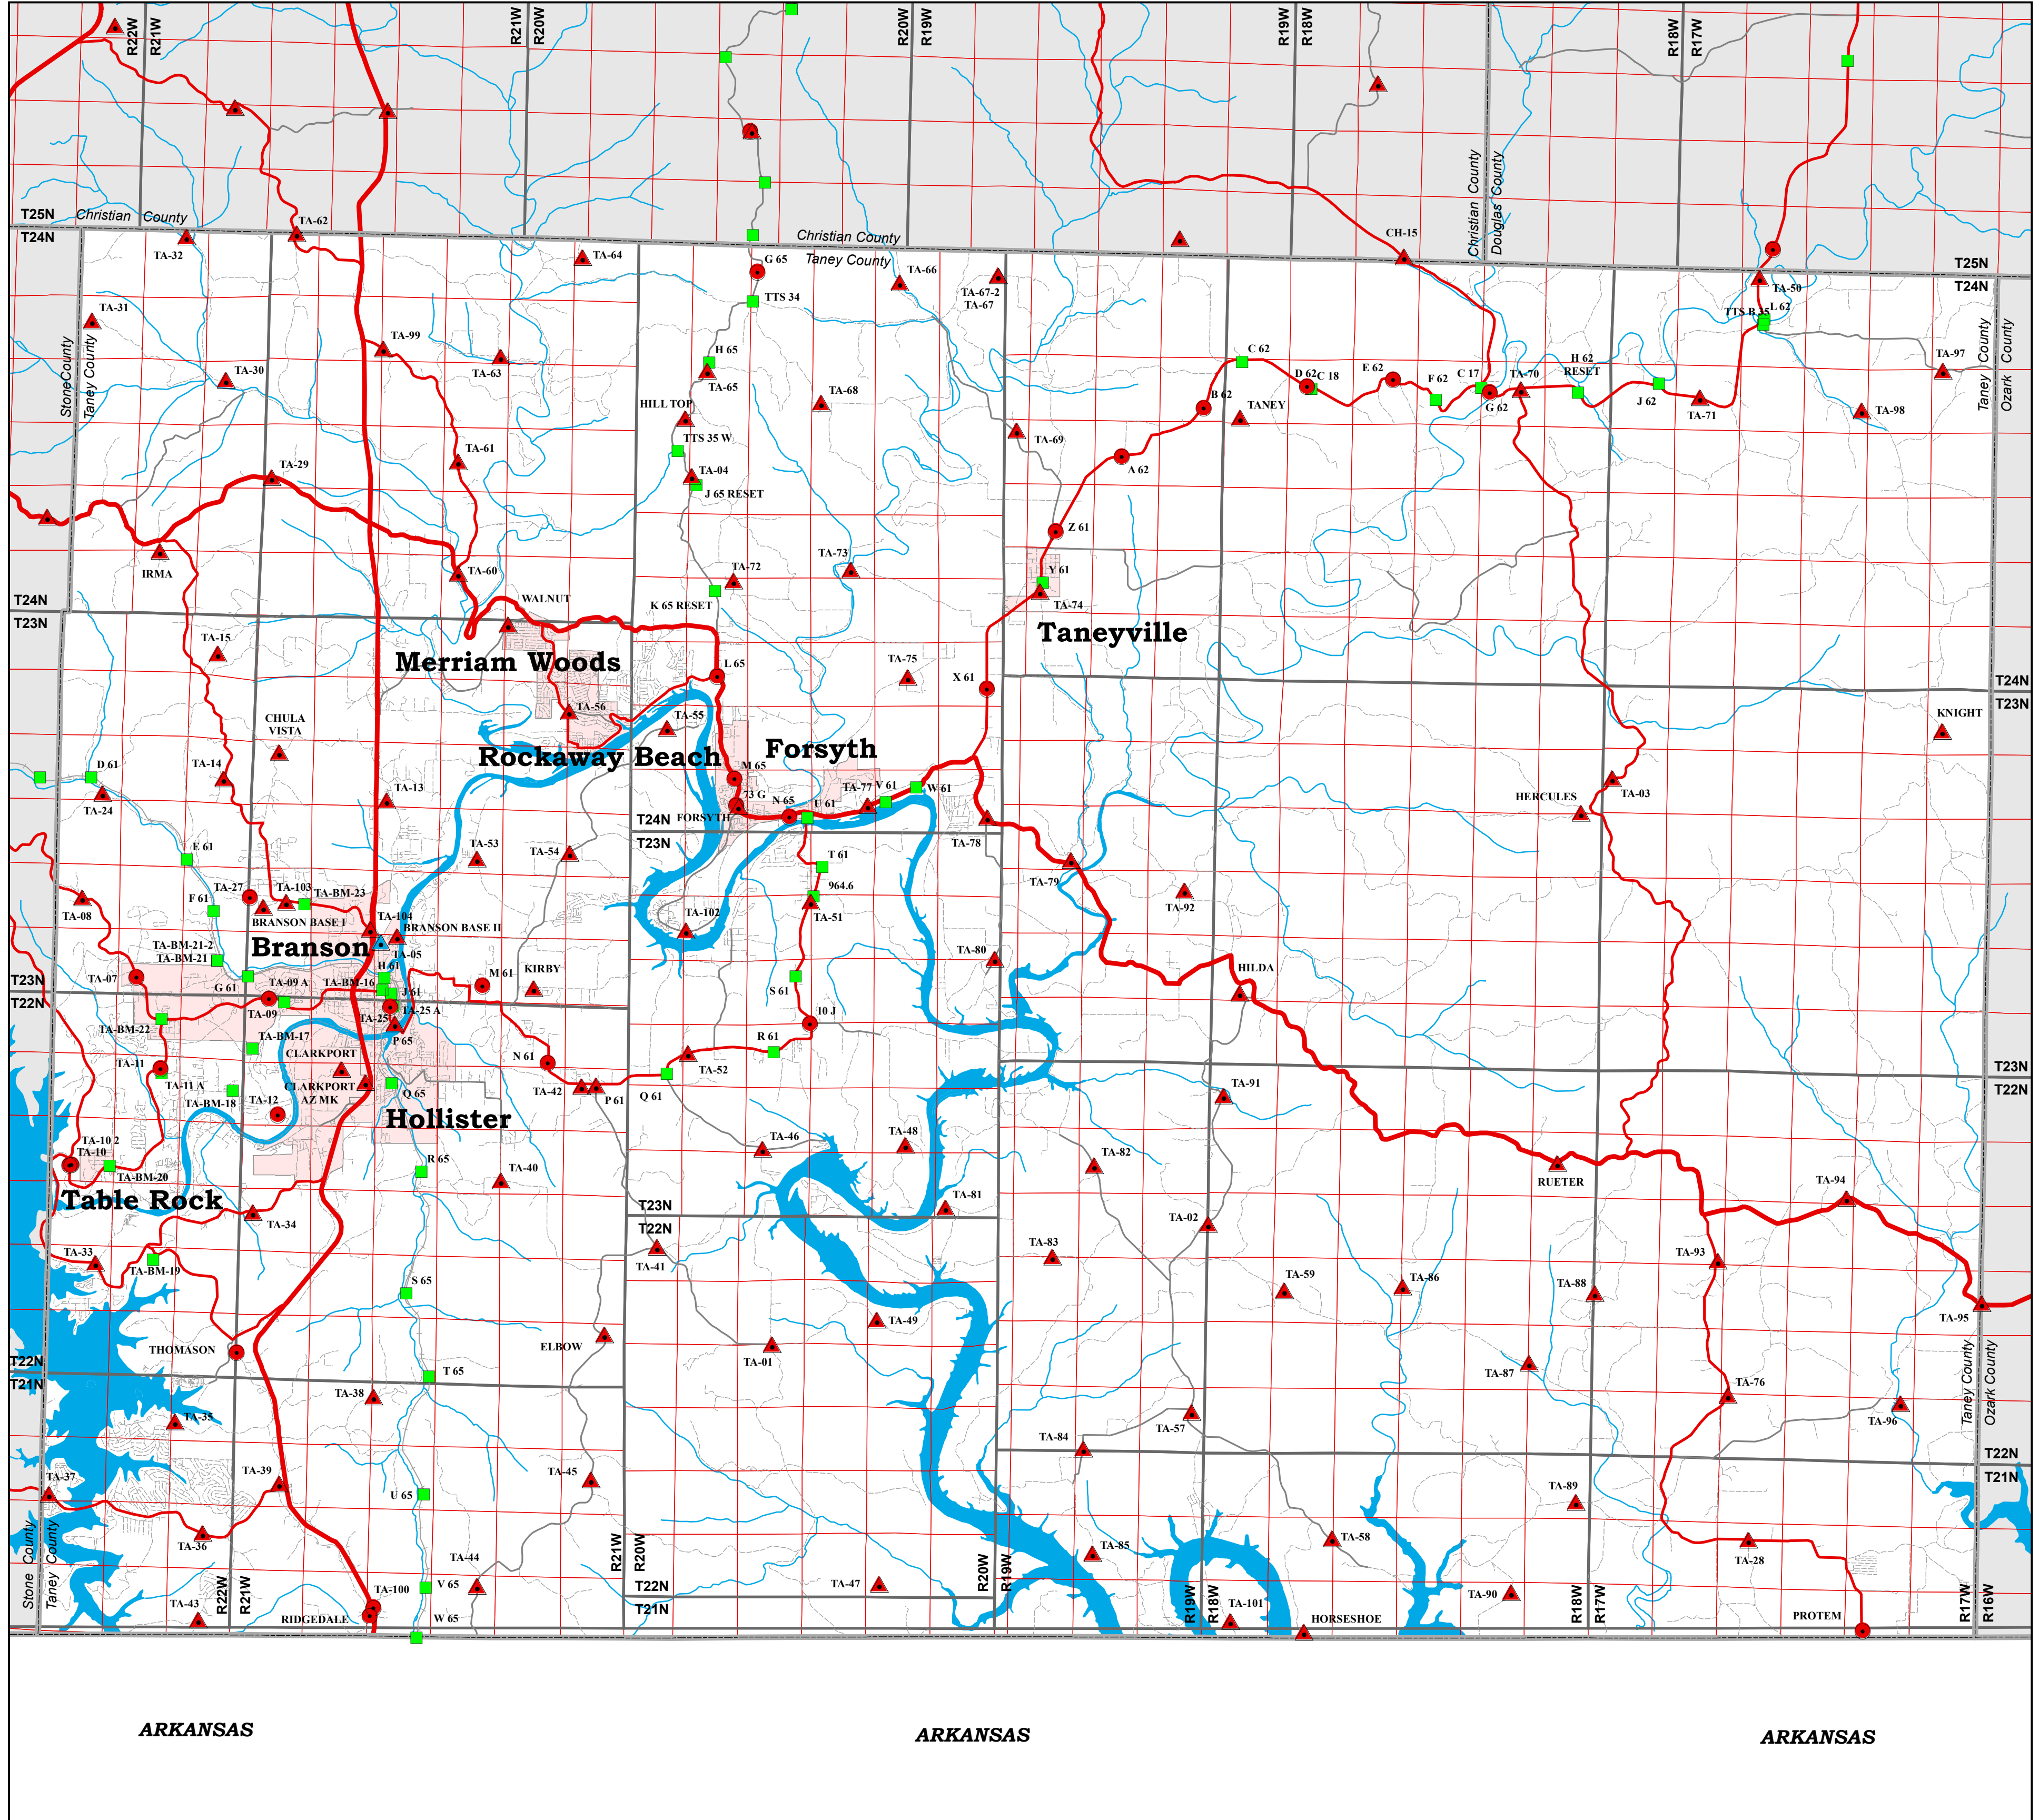 R22W
R21W
R21W
R20W
R20W
R19W
R19W
R18W
R18W
R17W
Christian County
Douglas County
T25N
Christian County
T24N
TA-62
TA-32
Christian County
Taney County
CH-15
T25N
T24N
TA-64
G 65
TA-66
TA-67-2
TA-67
TA-50
TTS 34
TTS B 35
L 62
TA-31
StoneCounty
Taney County
TA-99
TA-63
H 65
TA-65
TA-30
C 62
D 62
C 18
E 62
F 62
C 17
G 62
TA-70
H 62
RESET
J 62
TA-71
TA-97
Taney County
Ozark County
TA-98
HILL TOP
TA-68
B 62
TANEY
TTS 35 W
TA-69
TA-61
TA-04
J 65 RESET
A 62
TA-29
Z 61
IRMA
TA-60
TA-73
TA-72
Y 61
TA-74
T24N
T23N
WALNUT
K 65 RESET
Taneyville
TA-15
Merriam Woods
L 65
TA-75
X 61
T24N
T23N
TA-56
TA-55
CHULA
VISTA
KNIGHT
Rockaway Beach
Forsyth
D 61
TA-24
TA-14
TA-13
M 65
73 G
N 65
U 61
TA-77
V 61
W 61
FORSYTH
T24N
T23N
TA-78
HERCULES
TA-03
E 61
TA-53
TA-54
T 61
964.6
TA-51
TA-79
TA-92
TA-08
F 61
TA-27
TA-103
TA-BM-23
BRANSON BASE I
TA-104
BRANSON BASE II
TA-102
Branson
TA-05
TA-BM-21-2
TA-BM-21
TA-80
HILDA
T23N
T22N
TA-07
G 61
TA-09 A
TA-09
TA-BM-16
H 61
J 61
TA-25
TA-25 A
M 61
KIRBY
S 61
10 J
TA-BM-22
TA-BM-17
P 65
CLARKPORT
R 61
TA-11
TA-11 A
CLARKPORT
AZ MK
N 61
TA-42
P 61
Q 61
TA-52
T23N
T22N
TA-BM-18
TA-12
Q 65
TA-91
Hollister
TA-10 2
TA-10
TA-BM-20
R 65
TA-40
TA-46
TA-48
TA-82
RUETER
Table Rock
TA-34
T23N
T22N
TA-81
TA-02
TA-94
TA-33
TA-BM-19
TA-41
TA-83
TA-93
S 65
TA-59
TA-86
TA-88
TA-49
TA-95
THOMASON
ELBOW
TA-01
T22N
T21N
T 65
TA-87
Taney County
Ozark County
TA-38
TA-76
TA-35
TA-57
TA-96
TA-84
T22N
T21N
TA-37
TA-39
TA-45
U 65
TA-89
Stone County
Taney County
TA-36
R21W
R20W
TA-85
TA-58
TA-28
TA-44
V 65
TA-47
T22N
T21N
R20W
R19W
R19W
R18W
TA-90
R18W
R17W
R17W
R16W
R22W
R21W
TA-43
TA-100
RIDGEDALE
W 65
TA-101
HORSESHOE
PROTEM
ARKANSAS
ARKANSAS
ARKANSAS